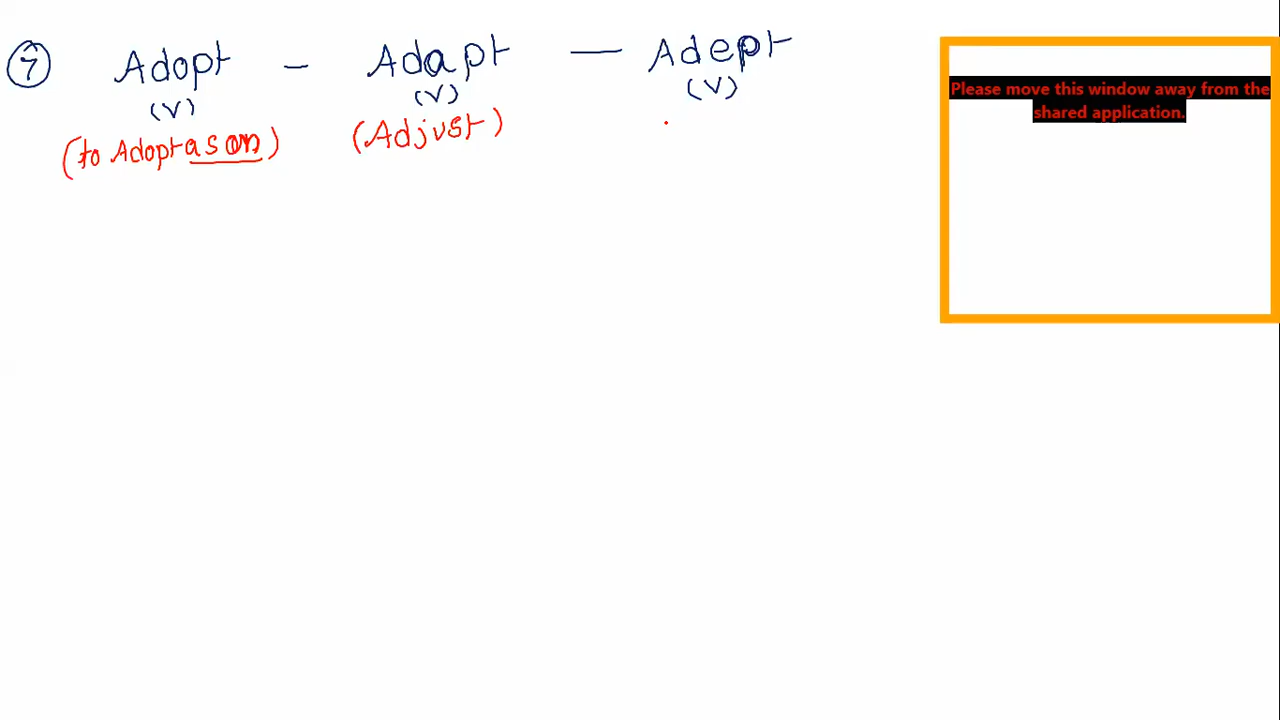 7 Adopt - Adapt - Adept
(V) (V) (V)
(to Adopt a son) (Adjust)
Please move this window away from the
shared application.